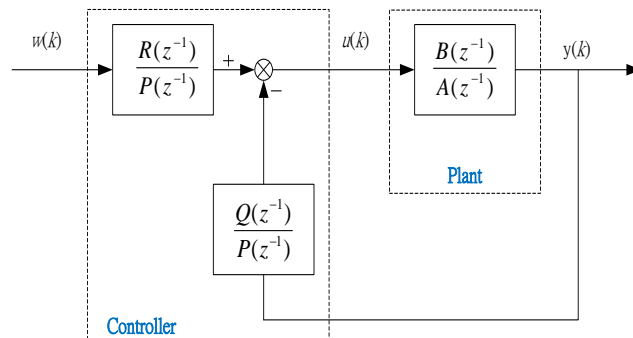 w(k)
R(z⁻¹)
P(z⁻¹)
+
−
u(k)
B(z⁻¹)
A(z⁻¹)
y(k)
Plant
Q(z⁻¹)
P(z⁻¹)
Controller